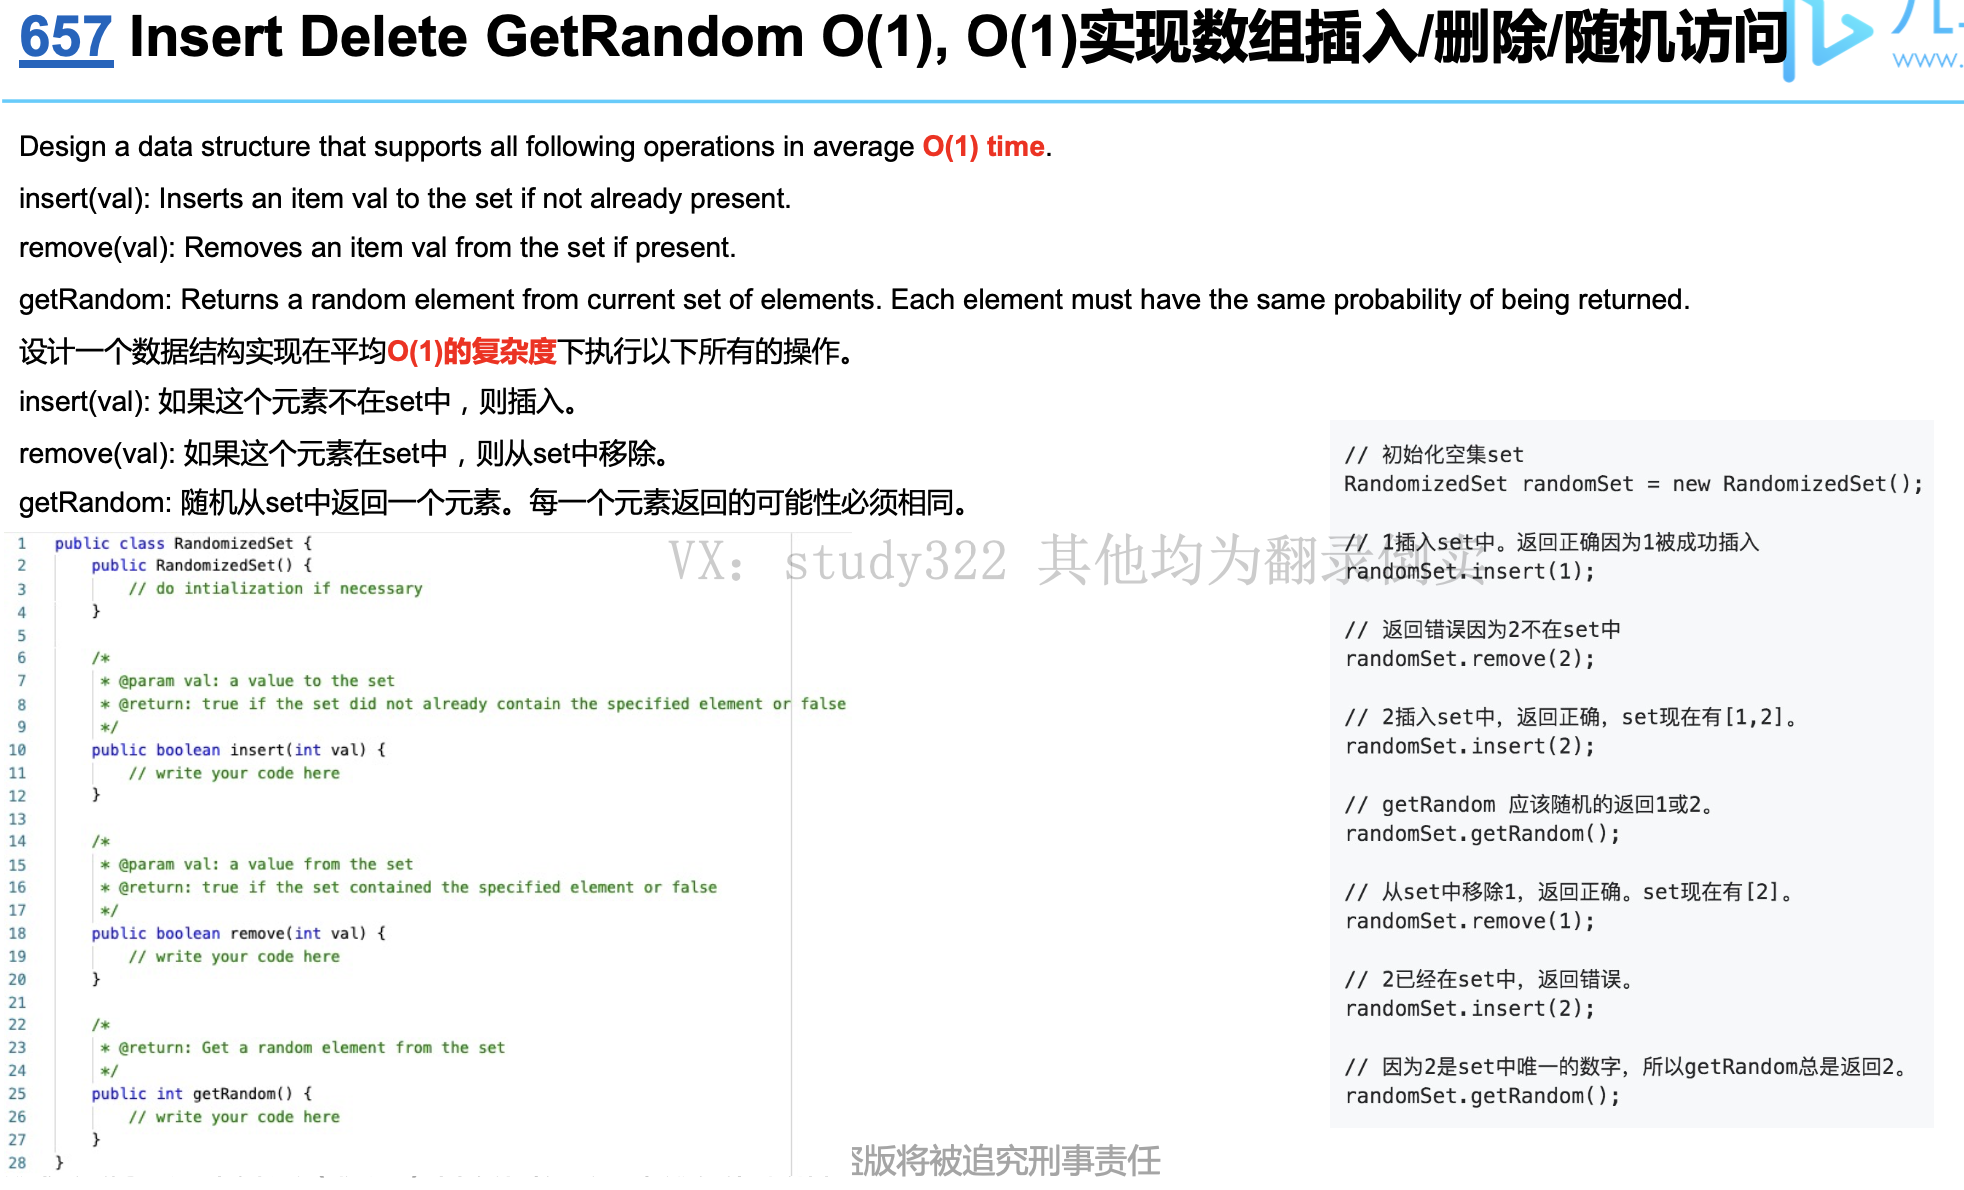 657 Insert Delete GetRandom O(1), O(1)实现数组插入/删除/随机访问
www.
Design a data structure that supports all following operations in average O(1) time.
insert(val): Inserts an item val to the set if not already present.
remove(val): Removes an item val from the set if present.
getRandom: Returns a random element from current set of elements. Each element must have the same probability of being returned.
设计一个数据结构实现在平均O(1)的复杂度下执行以下所有的操作。
insert(val): 如果这个元素不在set中，则插入。
remove(val): 如果这个元素在set中，则从set中移除。
getRandom: 随机从set中返回一个元素。每一个元素返回的可能性必须相同。
VX：study322 其他均为翻录倒卖
1 public class RandomizedSet {
2 public RandomizedSet() {
3 // do intialization if necessary
4 }
5
6 /*
7 * @param val: a value to the set
8 * @return: true if the set did not already contain the specified element or false
9 */
10 public boolean insert(int val) {
11 // write your code here
12 }
13
14 /*
15 * @param val: a value from the set
16 * @return: true if the set contained the specified element or false
17 */
18 public boolean remove(int val) {
19 // write your code here
20 }
21
22 /*
23 * @return: Get a random element from the set
24 */
25 public int getRandom() {
26 // write your code here
27 }
28 }
// 初始化空集set
RandomizedSet randomSet = new RandomizedSet();
// 1插入set中。返回正确因为1被成功插入
randomSet.insert(1);
// 返回错误因为2不在set中
randomSet.remove(2);
// 2插入set中，返回正确，set现在有[1,2]。
randomSet.insert(2);
// getRandom 应该随机的返回1或2。
randomSet.getRandom();
// 从set中移除1，返回正确。set现在有[2]。
randomSet.remove(1);
// 2已经在set中，返回错误。
randomSet.insert(2);
// 因为2是set中唯一的数字，所以getRandom总是返回2。
randomSet.getRandom();
版将被追究刑事责任